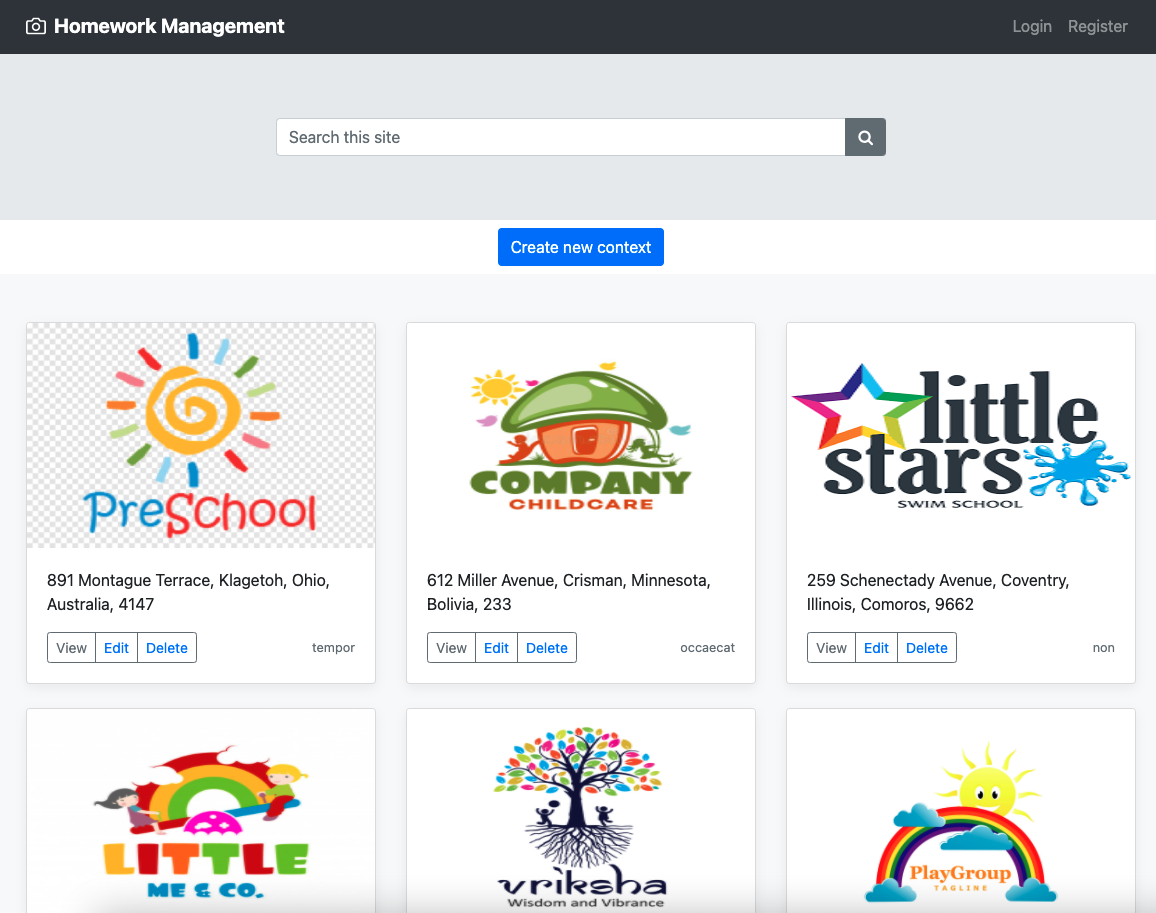 Homework Management
Login Register
Search this site
Create new context
PreSchool
COMPANY
CHILDCARE
little
stars
SWIM SCHOOL
891 Montague Terrace, Klagetoh, Ohio,
Australia, 4147
View Edit Delete tempor
612 Miller Avenue, Crisman, Minnesota,
Bolivia, 233
View Edit Delete occaecat
259 Schenectady Avenue, Coventry,
Illinois, Comoros, 9662
View Edit Delete non
LITTLE
ME & CO.
vriksha
Wisdom and Vibrance
PlayGroup
TAGLINE